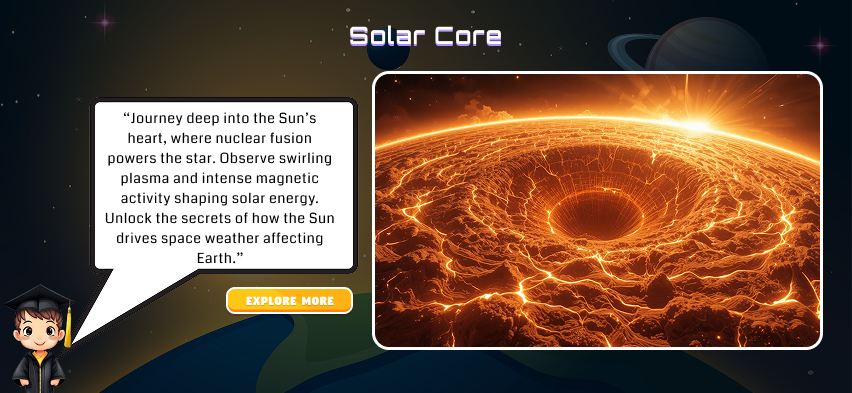 Solar Core
“Journey deep into the Sun’s
heart, where nuclear fusion
powers the star. Observe swirling
plasma and intense magnetic
activity shaping solar energy.
Unlock the secrets of how the Sun
drives space weather affecting
Earth.”
EXPLORE MORE